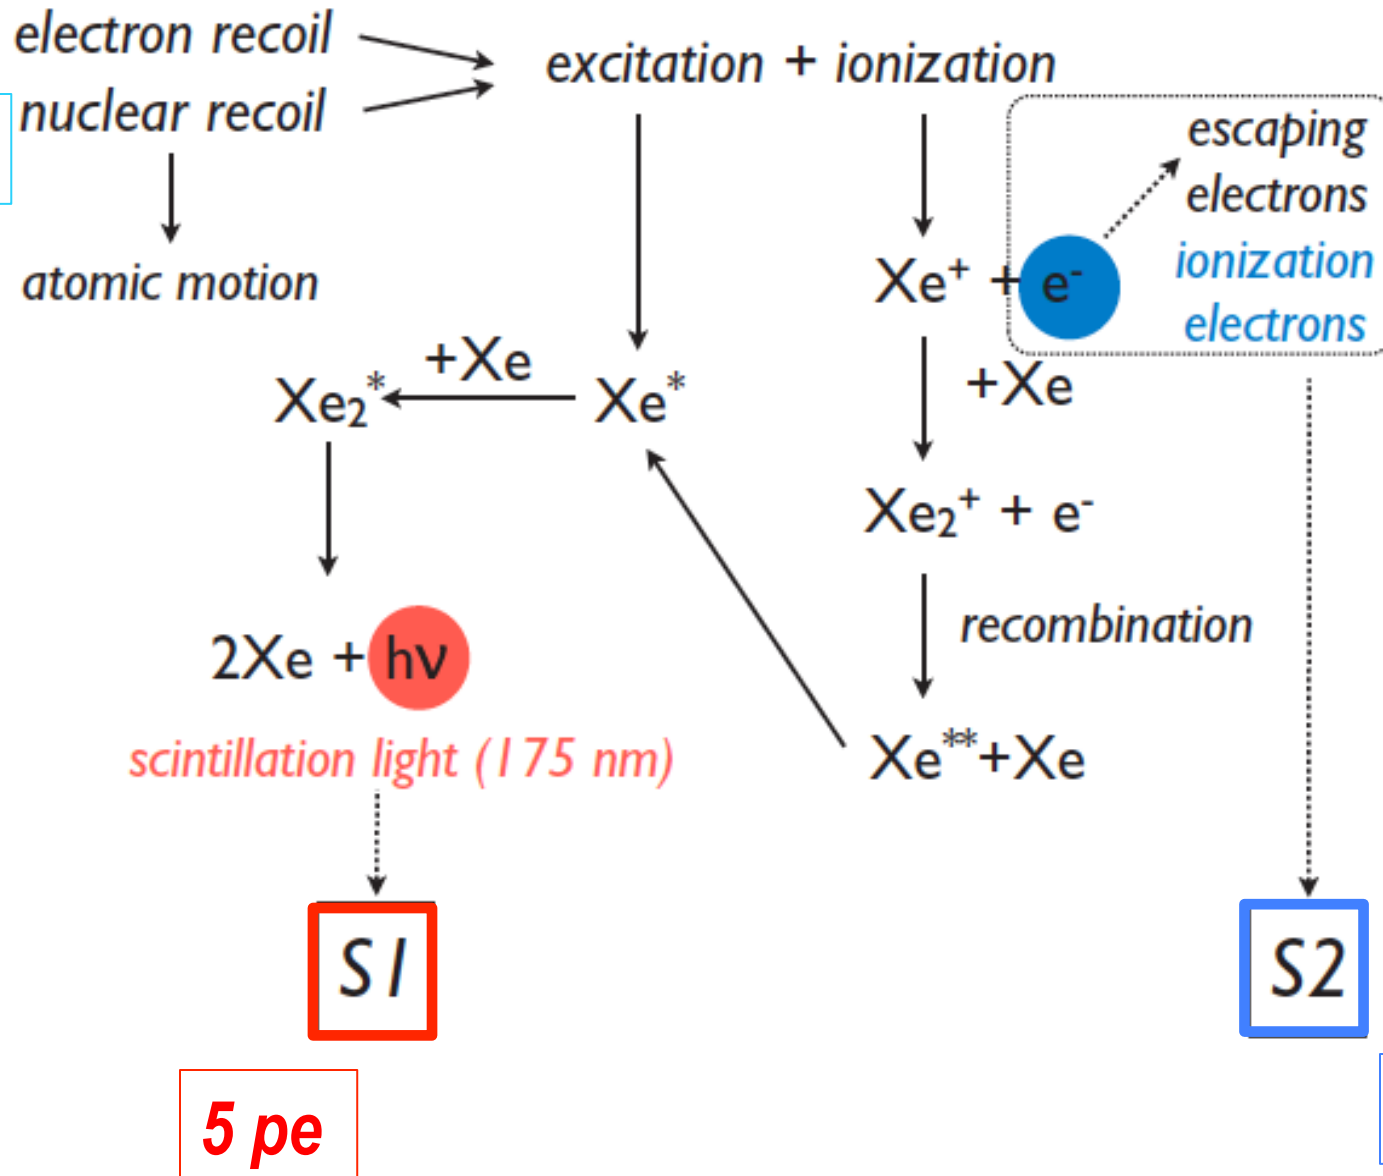 electron recoil
nuclear recoil
excitation + ionization
atomic motion
escaping
electrons
ionization
electrons
Xe⁺ + e⁻
+Xe
Xe₂* +Xe Xe*
Xe₂⁺ + e⁻
recombination
2Xe + hν
Xe**+Xe
scintillation light (175 nm)
S1
S2
5 pe